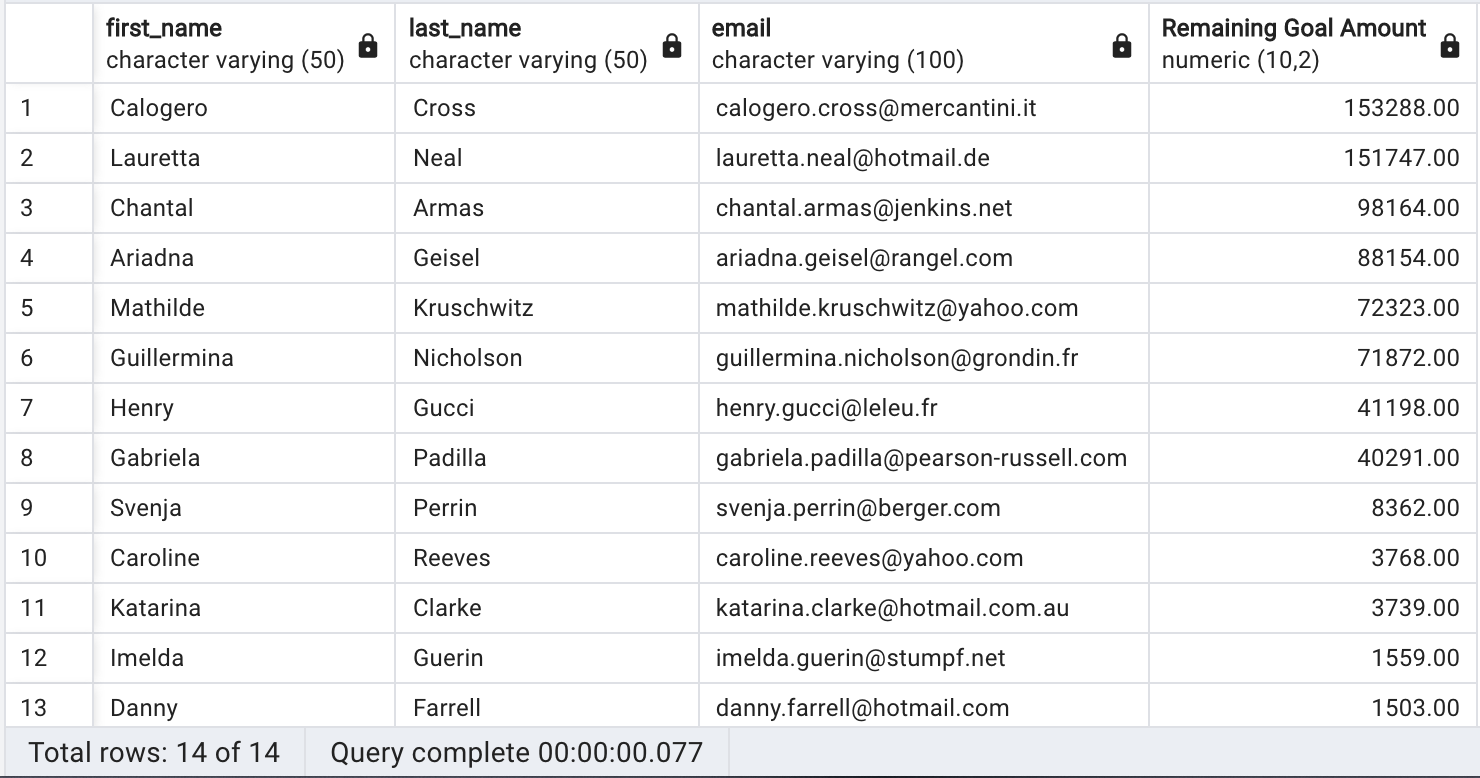 first_name last_name email Remaining Goal Amount
character varying (50) character varying (50) character varying (100) numeric (10,2)
1 Calogero Cross calogero.cross@mercantini.it 153288.00
2 Lauretta Neal lauretta.neal@hotmail.de 151747.00
3 Chantal Armas chantal.armas@jenkins.net 98164.00
4 Ariadna Geisel ariadna.geisel@rangel.com 88154.00
5 Mathilde Kruschwitz mathilde.kruschwitz@yahoo.com 72323.00
6 Guillermina Nicholson guillermina.nicholson@grondin.fr 71872.00
7 Henry Gucci henry.gucci@leleu.fr 41198.00
8 Gabriela Padilla gabriela.padilla@pearson-russell.com 40291.00
9 Svenja Perrin svenja.perrin@berger.com 8362.00
10 Caroline Reeves caroline.reeves@yahoo.com 3768.00
11 Katarina Clarke katarina.clarke@hotmail.com.au 3739.00
12 Imelda Guerin imelda.guerin@stumpf.net 1559.00
13 Danny Farrell danny.farrell@hotmail.com 1503.00
Total rows: 14 of 14 Query complete 00:00:00.077